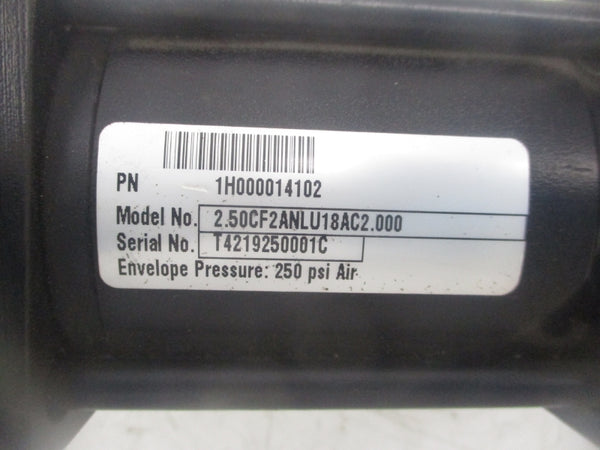 PN 1H000014102
Model No. 2.50CF2ANLU18AC2.000
Serial No. T4219250001C
Envelope Pressure: 250 psi Air